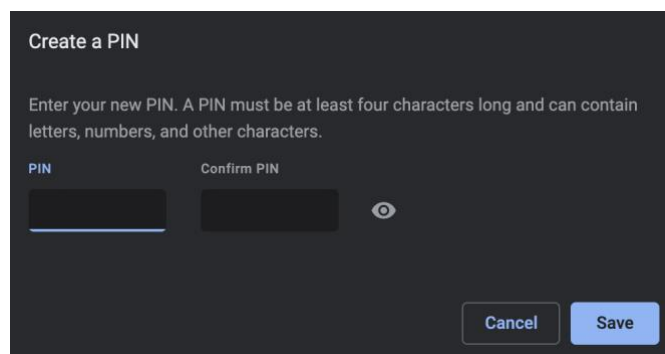 Create a PIN
Enter your new PIN. A PIN must be at least four characters long and can contain
letters, numbers, and other characters.
PIN Confirm PIN
Cancel Save